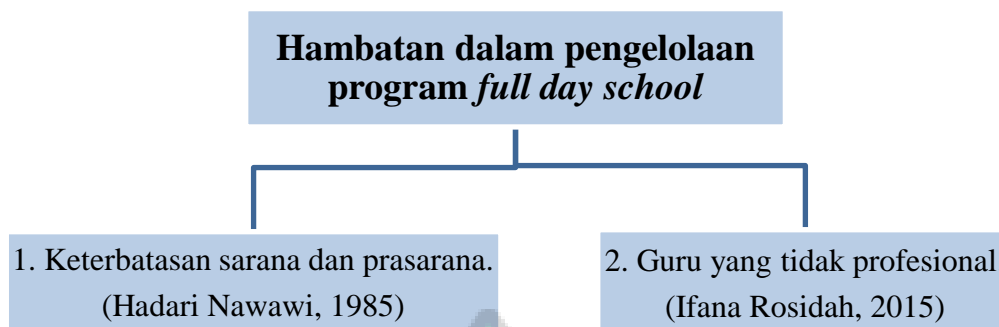 Hambatan dalam pengelolaan
program full day school
1. Keterbatasan sarana dan prasarana.
(Hadari Nawawi, 1985)
2. Guru yang tidak profesional
(Ifana Rosidah, 2015)